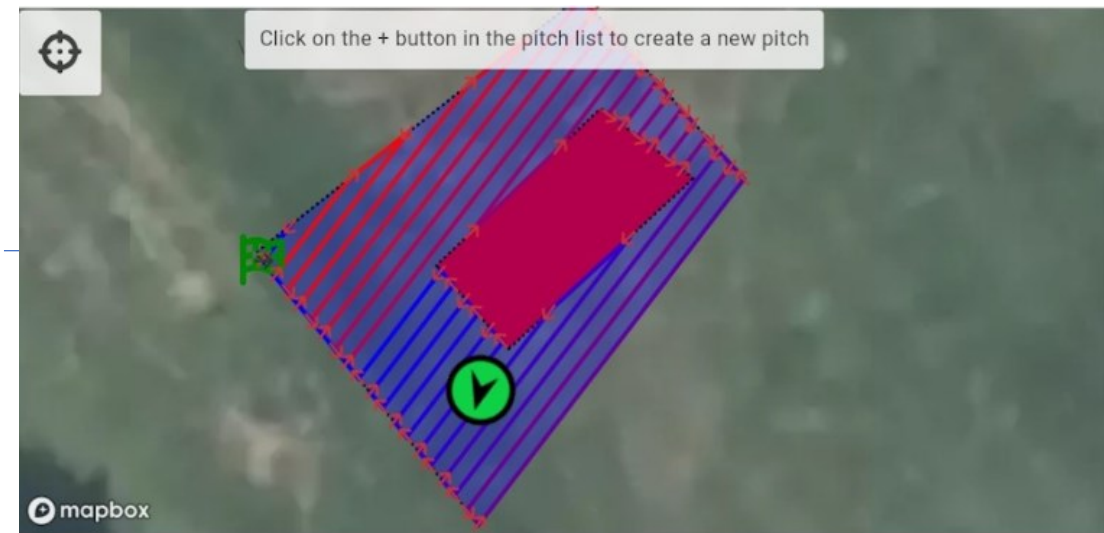 Click on the + button in the pitch list to create a new pitch
mapbox